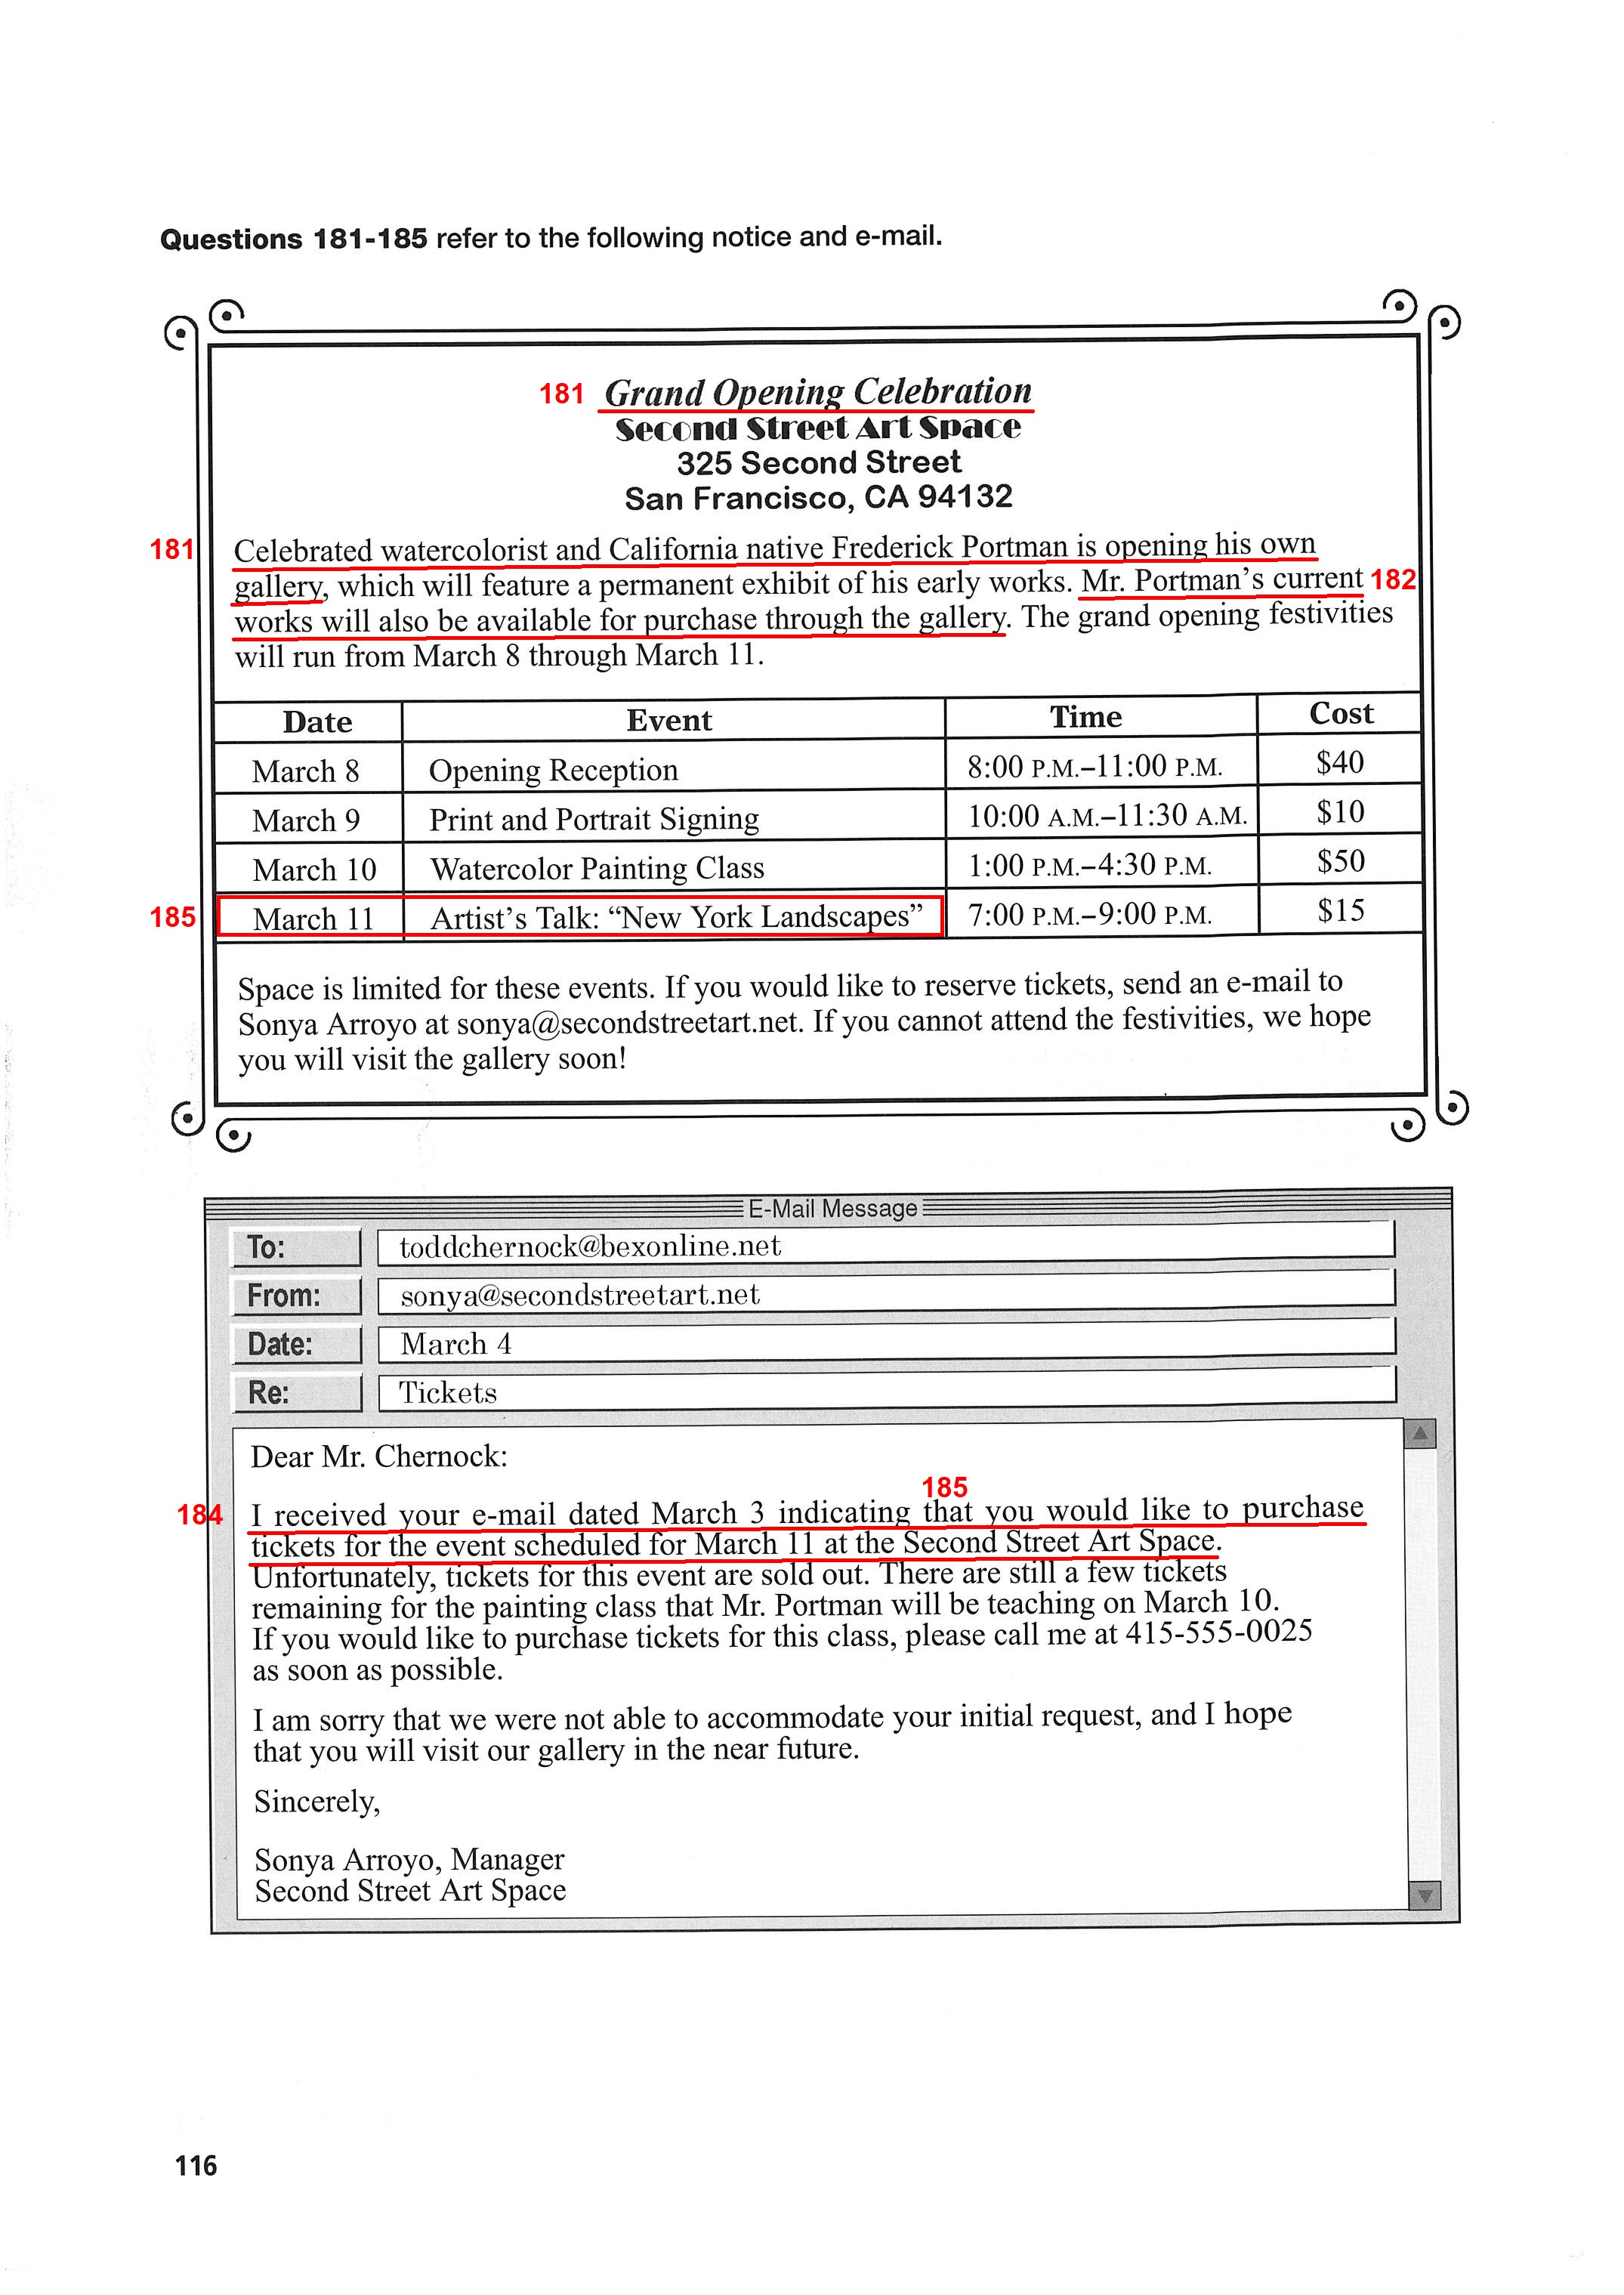 Questions 181-185 refer to the following notice and e-mail.
181 Grand Opening Celebration
Second Street Art Space
325 Second Street
San Francisco, CA 94132
181 Celebrated watercolorist and California native Frederick Portman is opening his own
gallery, which will feature a permanent exhibit of his early works. Mr. Portman's current 182
works will also be available for purchase through the gallery. The grand opening festivities
will run from March 8 through March 11.
Date Event Time Cost
March 8 Opening Reception 8:00 P.M.–11:00 P.M. $40
March 9 Print and Portrait Signing 10:00 A.M.–11:30 A.M. $10
March 10 Watercolor Painting Class 1:00 P.M.–4:30 P.M. $50
185 March 11 Artist's Talk: “New York Landscapes” 7:00 P.M.–9:00 P.M. $15
Space is limited for these events. If you would like to reserve tickets, send an e-mail to
Sonya Arroyo at sonya@secondstreetart.net. If you cannot attend the festivities, we hope
you will visit the gallery soon!
E-Mail Message
To: toddchernock@bexonline.net
From: sonya@secondstreetart.net
Date: March 4
Re: Tickets
Dear Mr. Chernock:
185
184 I received your e-mail dated March 3 indicating that you would like to purchase
tickets for the event scheduled for March 11 at the Second Street Art Space.
Unfortunately, tickets for this event are sold out. There are still a few tickets
remaining for the painting class that Mr. Portman will be teaching on March 10.
If you would like to purchase tickets for this class, please call me at 415-555-0025
as soon as possible.
I am sorry that we were not able to accommodate your initial request, and I hope
that you will visit our gallery in the near future.
Sincerely,
Sonya Arroyo, Manager
Second Street Art Space
116